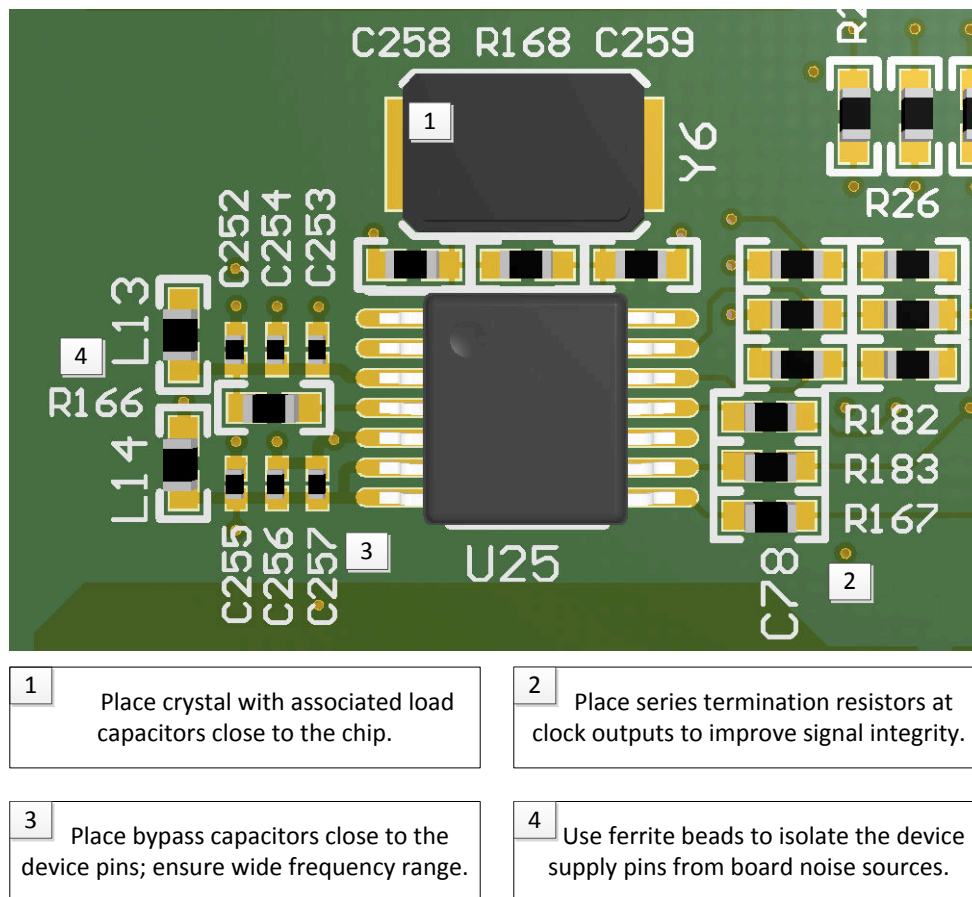 C258 R168 C259
1
Y6
R26
C252
C254
C253
L13
4
R166
L14
C255
C256
C257
3
U25
R182
R183
R167
C78
2
1
Place crystal with associated load
capacitors close to the chip.
2
Place series termination resistors at
clock outputs to improve signal integrity.
3
Place bypass capacitors close to the
device pins; ensure wide frequency range.
4
Use ferrite beads to isolate the device
supply pins from board noise sources.